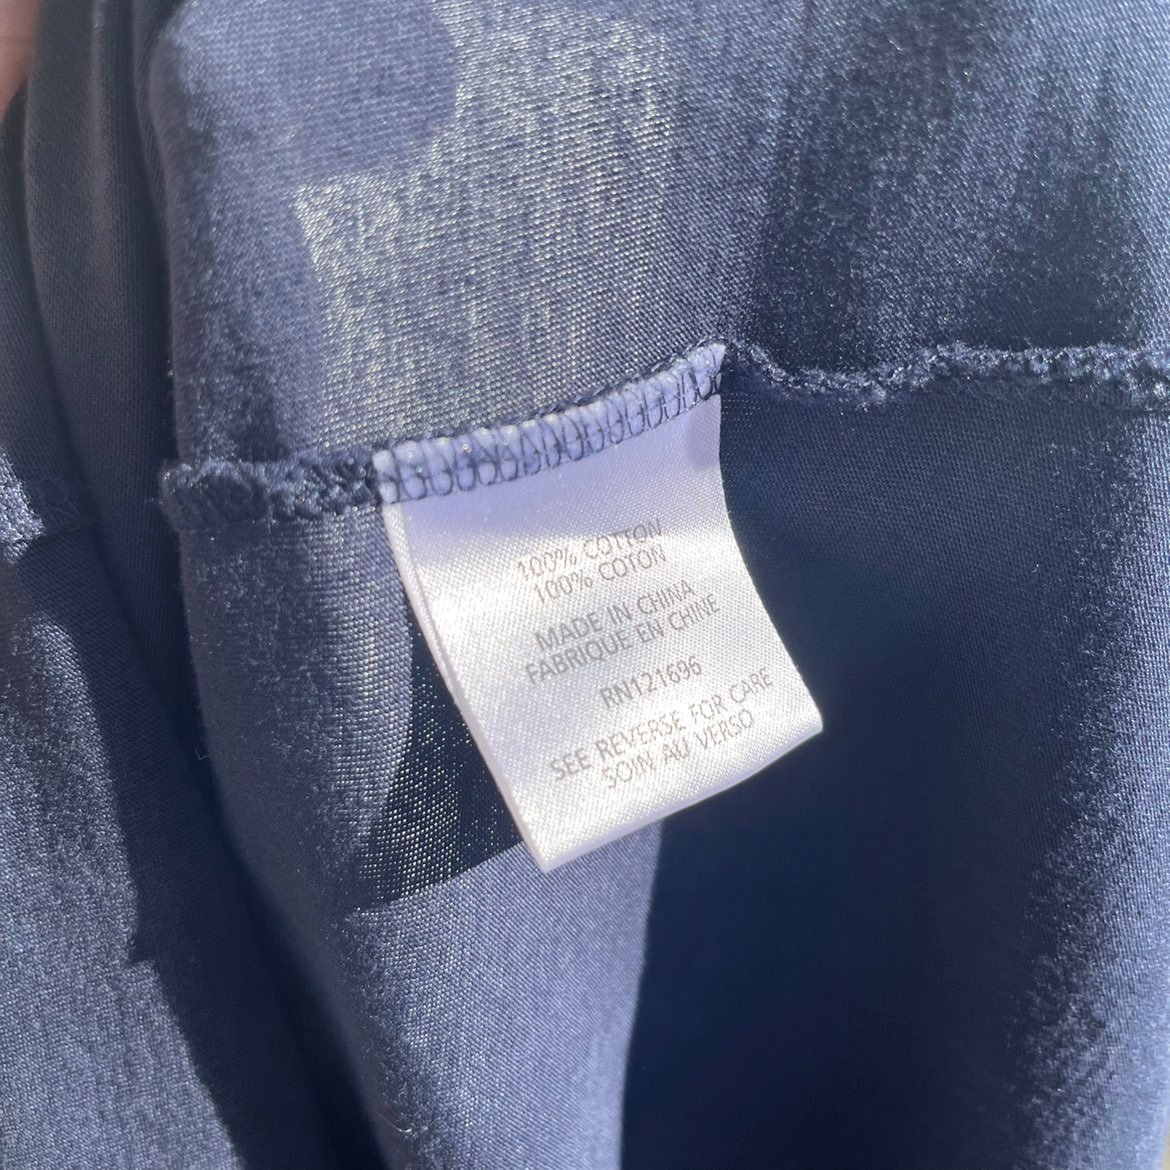 100% COTTON
100% COTON
MADE IN CHINA
FABRIQUE EN CHINE
RN121696
SEE REVERSE FOR CARE
SOIN AU VERSO